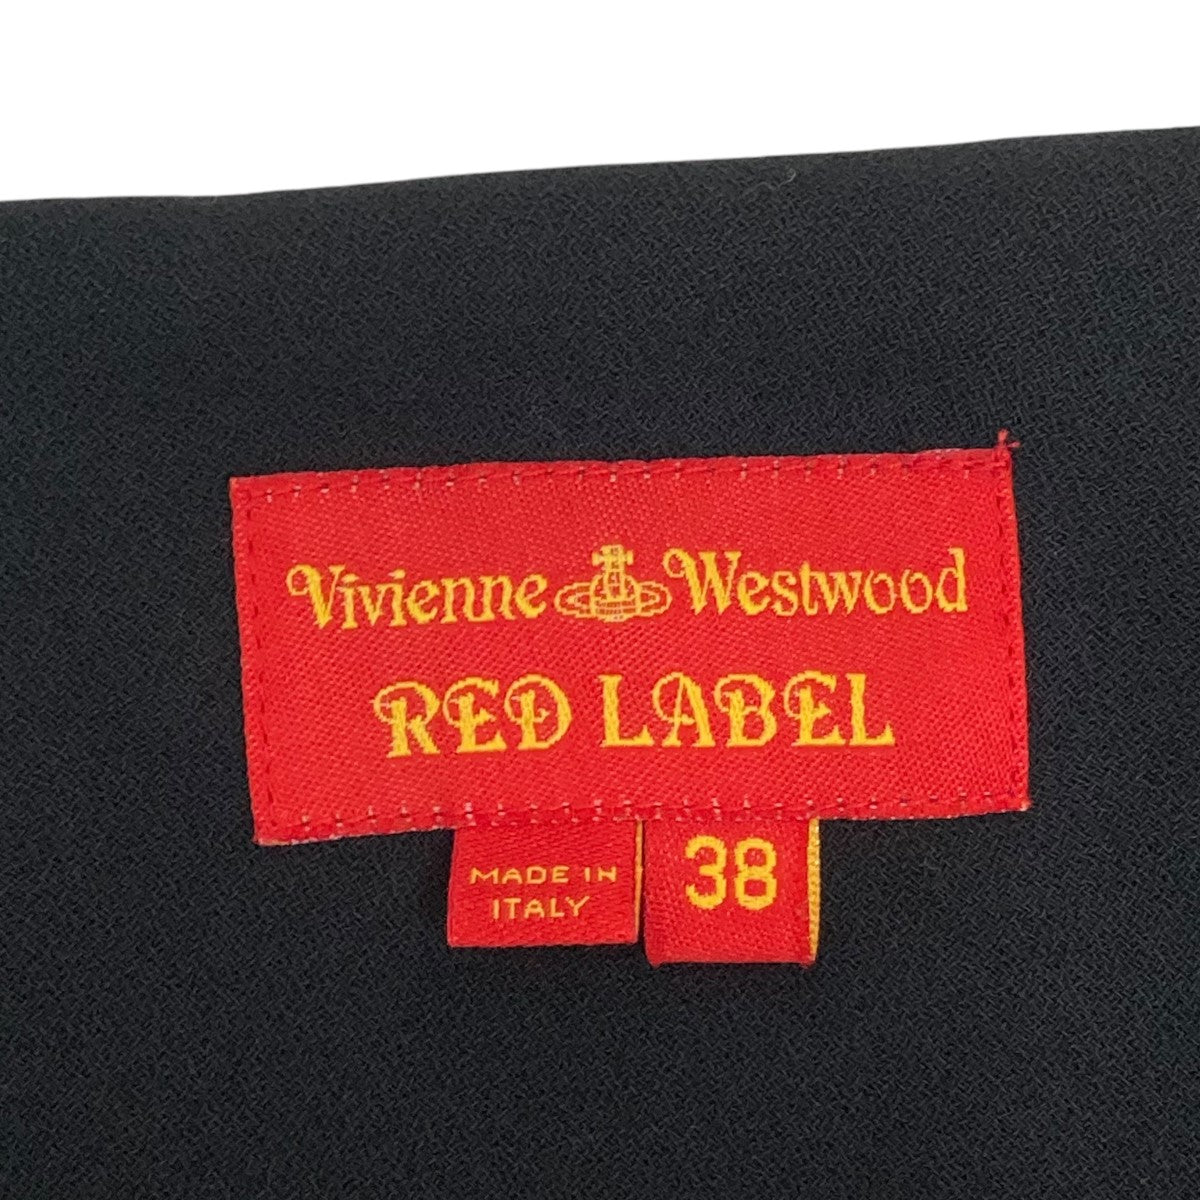 Vivienne Westwood
RED LABEL
MADE IN
ITALY
38